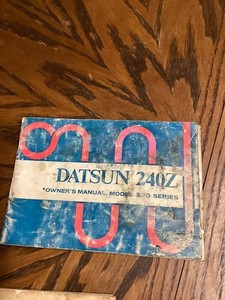 DATSUN 240Z
OWNER'S MANUAL, MODEL S30 SERIES